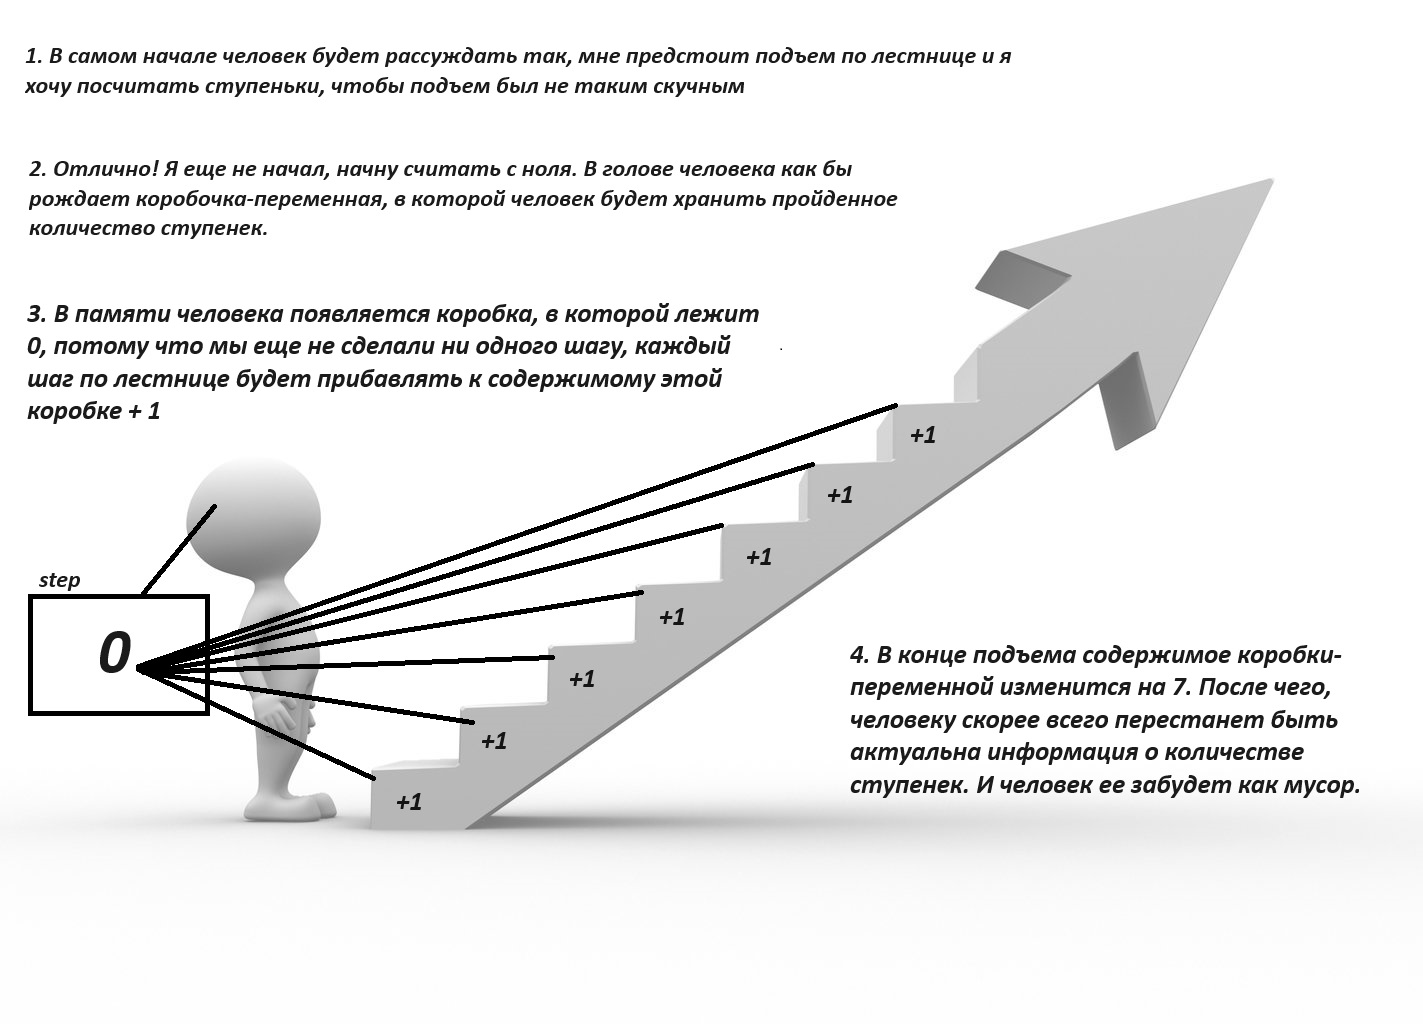 1. В самом начале человек будет рассуждать так, мне предстоит подъем по лестнице и я
хочу посчитать ступеньки, чтобы подъем был не таким скучным
2. Отлично! Я еще не начал, начну считать с ноля. В голове человека как бы
рождает коробочка-переменная, в которой человек будет хранить пройденное
количество ступенек.
3. В памяти человека появляется коробка, в которой лежит
0, потому что мы еще не сделали ни одного шагу, каждый
шаг по лестнице будет прибавлять к содержимому этой
коробке + 1
+1
+1
+1
+1
+1
+1
+1
step
0
4. В конце подъема содержимое коробки-
переменной изменится на 7. После чего,
человеку скорее всего перестанет быть
актуальна информация о количестве
ступенек. И человек ее забудет как мусор.